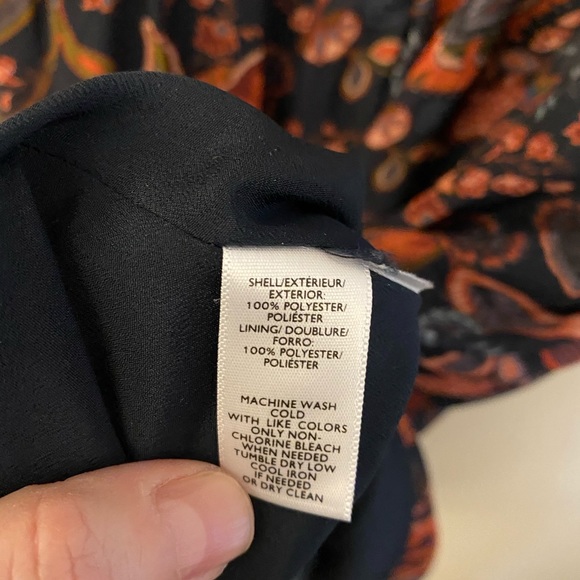 SHELL/EXTÉRIEUR/
EXTERIOR:
100% POLYESTER/
POLIÉSTER
LINING/ DOUBLURE/
FORRO:
100% POLYESTER/
POLIÉSTER
MACHINE WASH
COLD
WITH LIKE COLORS
ONLY NON-
CHLORINE BLEACH
WHEN NEEDED
TUMBLE DRY LOW
COOL IRON
IF NEEDED
OR DRY CLEAN